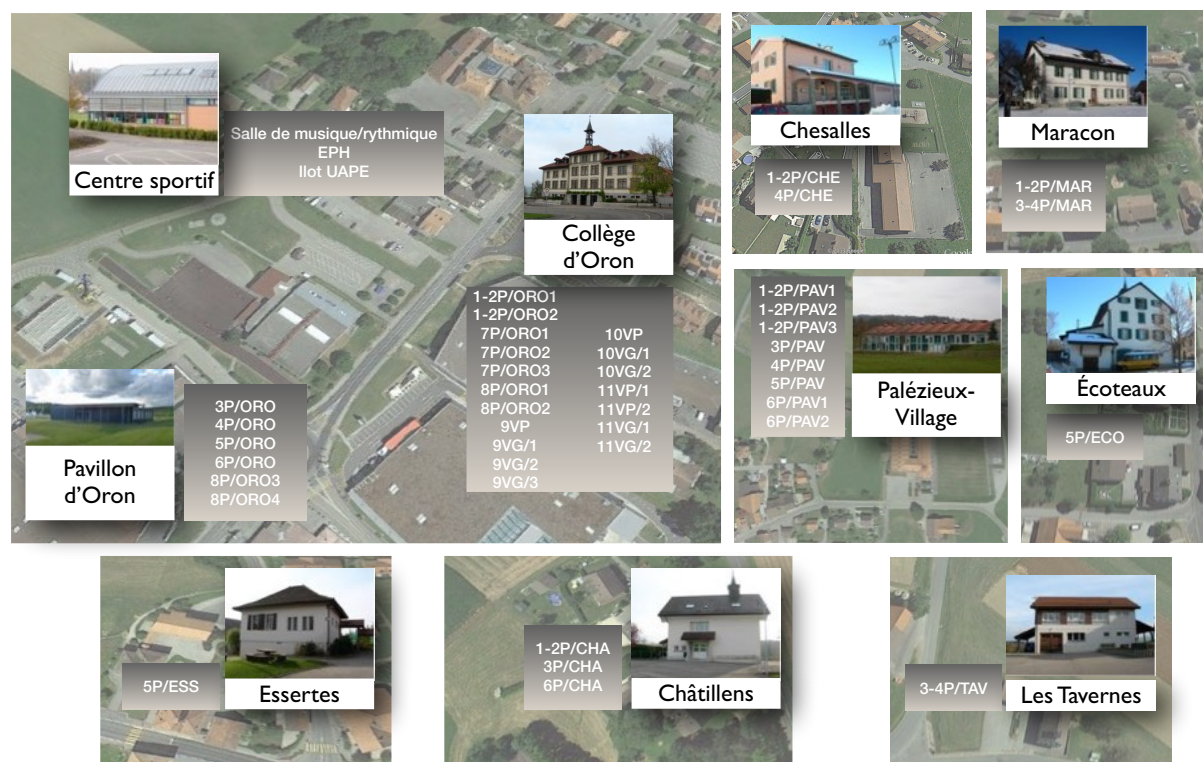 Salle de musique/rythmique
EPH
Ilot UAPE
Centre sportif
Collège
d'Oron
1-2P/ORO1
1-2P/ORO2
7P/ORO1
7P/ORO2
7P/ORO3
8P/ORO1
8P/ORO2
9VP
9VG/1
9VG/2
9VG/3
10VP
10VG/1
10VG/2
11VP/1
11VP/2
11VG/1
11VG/2
Pavillon
d'Oron
3P/ORO
4P/ORO
5P/ORO
6P/ORO
8P/ORO3
8P/ORO4
Chesalles
1-2P/CHE
4P/CHE
Maracon
1-2P/MAR
3-4P/MAR
1-2P/PAV1
1-2P/PAV2
1-2P/PAV3
3P/PAV
4P/PAV
5P/PAV
6P/PAV1
6P/PAV2
Palézieux-
Village
Écoteaux
5P/ECO
5P/ESS
Essertes
1-2P/CHA
3P/CHA
6P/CHA
Châtillens
3-4P/TAV
Les Tavernes